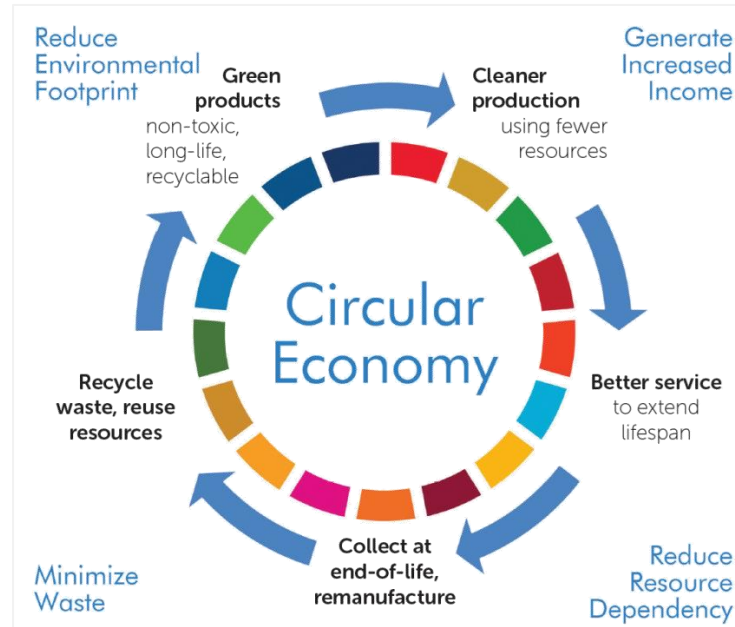 Reduce
Environmental
Footprint
Generate
Increased
Income
Green
products
non-toxic,
long-life,
recyclable
Cleaner
production
using fewer
resources
Circular
Economy
Better service
to extend
lifespan
Collect at
end-of-life,
remanufacture
Recycle
waste, reuse
resources
Minimize
Waste
Reduce
Resource
Dependency